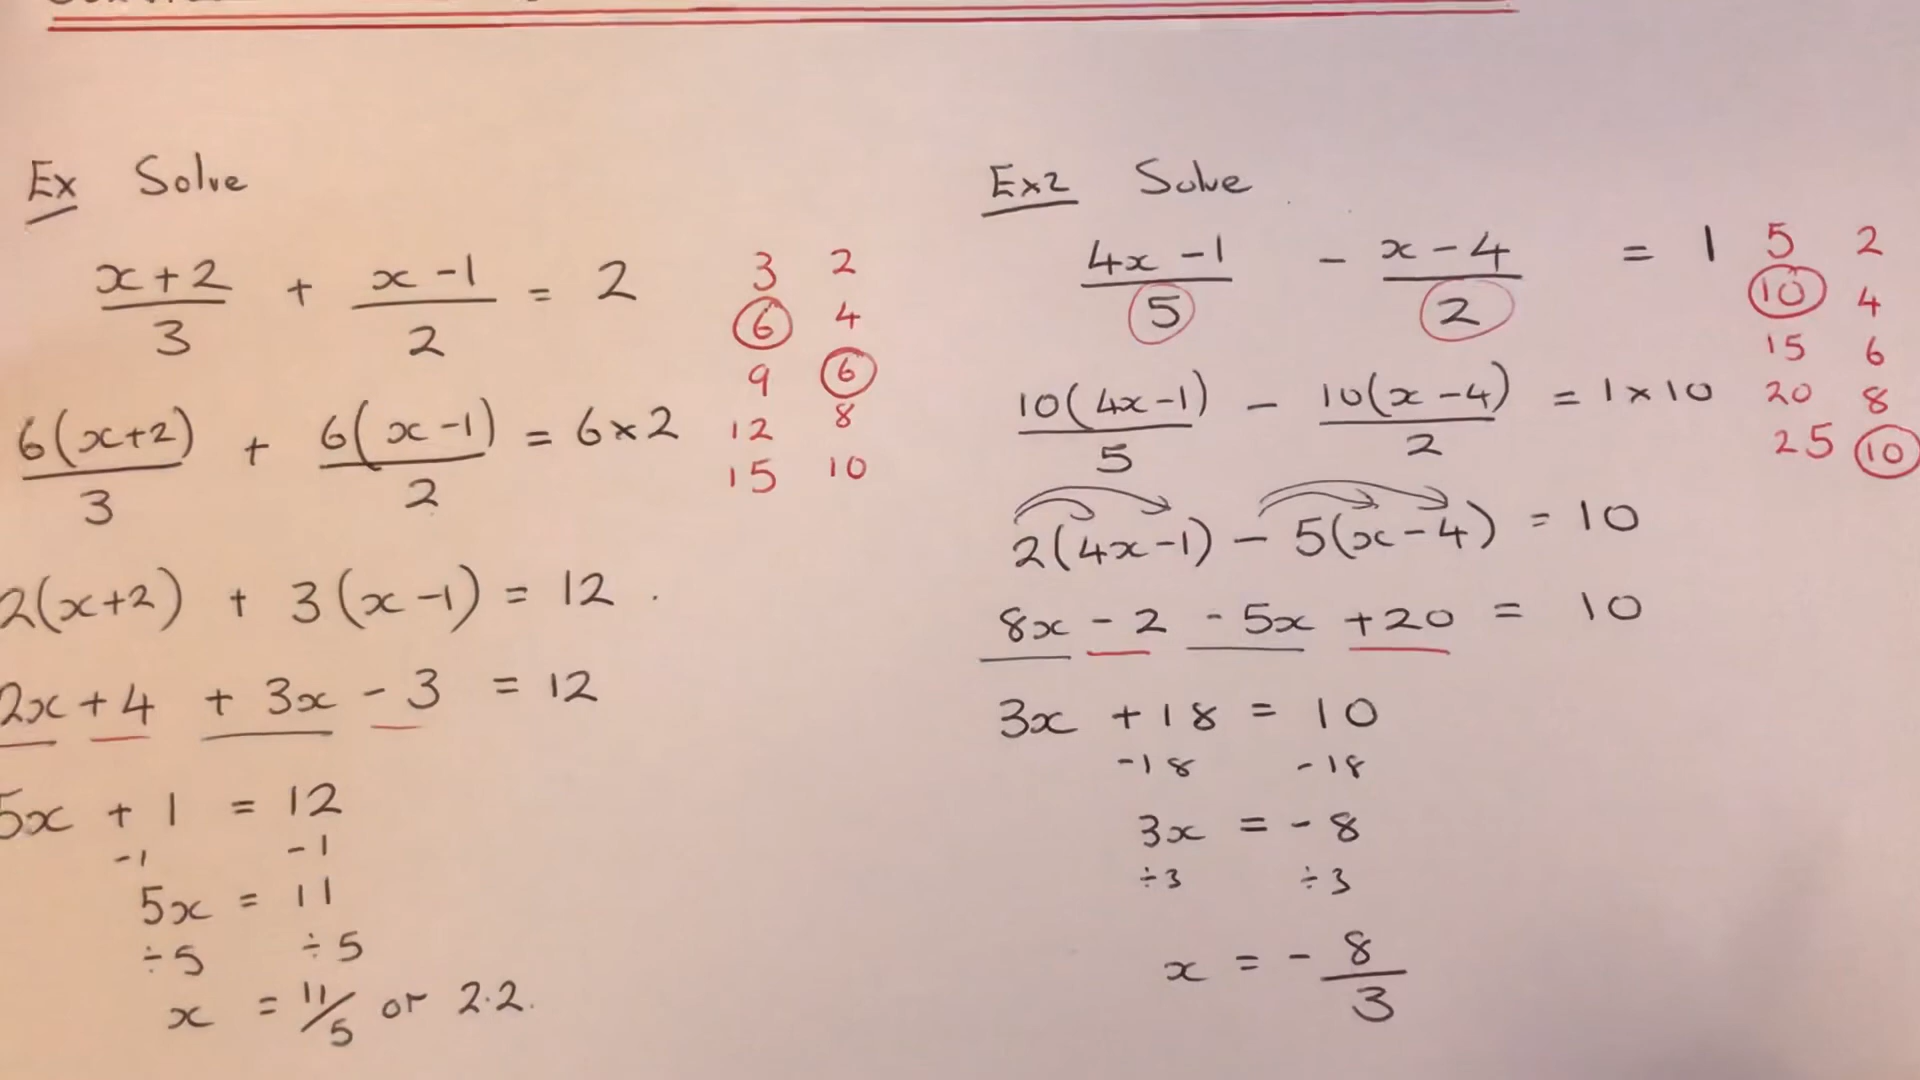 Ex Solve
x+2/3 + x-1/2 = 2
6(x+2)/3 + 6(x-1)/2 = 6×2
2(x+2) + 3(x-1) = 12
2x+4 + 3x - 3 = 12
5x + 1 = 12
-1 -1
5x = 11
÷5 ÷5
x = 11/5 or 2.2.
3 2
6 4
9 6
12 8
15 10
Ex2 Solve
4x-1/5 - x-4/2 = 1
10(4x-1)/5 - 10(x-4)/2 = 1×10
2(4x-1) - 5(x-4) = 10
8x - 2 - 5x + 20 = 10
3x + 18 = 10
-18 -18
3x = -8
÷3 ÷3
x = -8/3
5 2
10 4
15 6
20 8
25 10